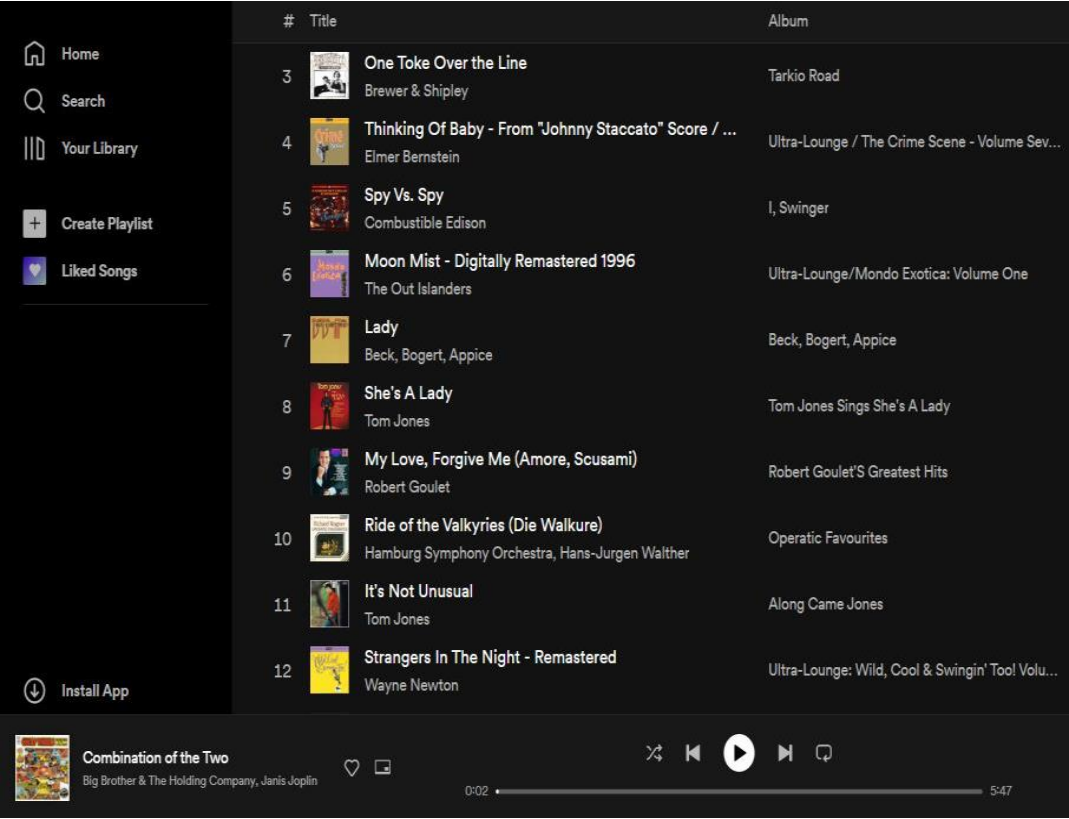 # Title Album
Home
Search
Your Library
Create Playlist
Liked Songs
Install App
3 One Toke Over the Line Tarkio Road
Brewer & Shipley
4 Thinking Of Baby - From "Johnny Staccato" Score / ... Ultra-Lounge / The Crime Scene - Volume Sev...
Elmer Bernstein
5 Spy Vs. Spy I, Swinger
Combustible Edison
6 Moon Mist - Digitally Remastered 1996 Ultra-Lounge/Mondo Exotica: Volume One
The Out Islanders
7 Lady Beck, Bogert, Appice
Beck, Bogert, Appice
8 She's A Lady Tom Jones Sings She's A Lady
Tom Jones
9 My Love, Forgive Me (Amore, Scusami) Robert Goulet'S Greatest Hits
Robert Goulet
10 Ride of the Valkyries (Die Walkure) Operatic Favourites
Hamburg Symphony Orchestra, Hans-Jurgen Walther
11 It's Not Unusual Along Came Jones
Tom Jones
12 Strangers In The Night - Remastered Ultra-Lounge: Wild, Cool & Swingin' Too! Volu...
Wayne Newton
Combination of the Two
Big Brother & The Holding Company, Janis Joplin
0:02 5:47